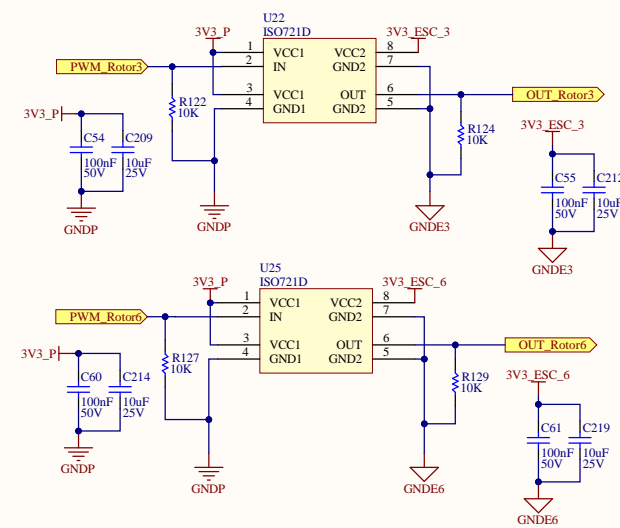 U22
ISO721D
3V3_P
3V3_ESC_3
1
VCC1
VCC2
8
PWM_Rotor3
2
IN
GND2
7
3
VCC1
OUT
6
OUT_Rotor3
4
GND1
GND2
5
R122
10K
R124
10K
3V3_P
C54
C209
100nF
50V
10uF
25V
GNDP
GNDP
GNDE3
3V3_ESC_3
C55
C212
100nF
50V
10uF
25V
GNDE3
U25
ISO721D
3V3_P
3V3_ESC_6
1
VCC1
VCC2
8
PWM_Rotor6
2
IN
GND2
7
3
VCC1
OUT
6
OUT_Rotor6
4
GND1
GND2
5
R127
10K
R129
10K
3V3_P
C60
C214
100nF
50V
10uF
25V
GNDP
GNDP
GNDE6
3V3_ESC_6
C61
C219
100nF
50V
10uF
25V
GNDE6